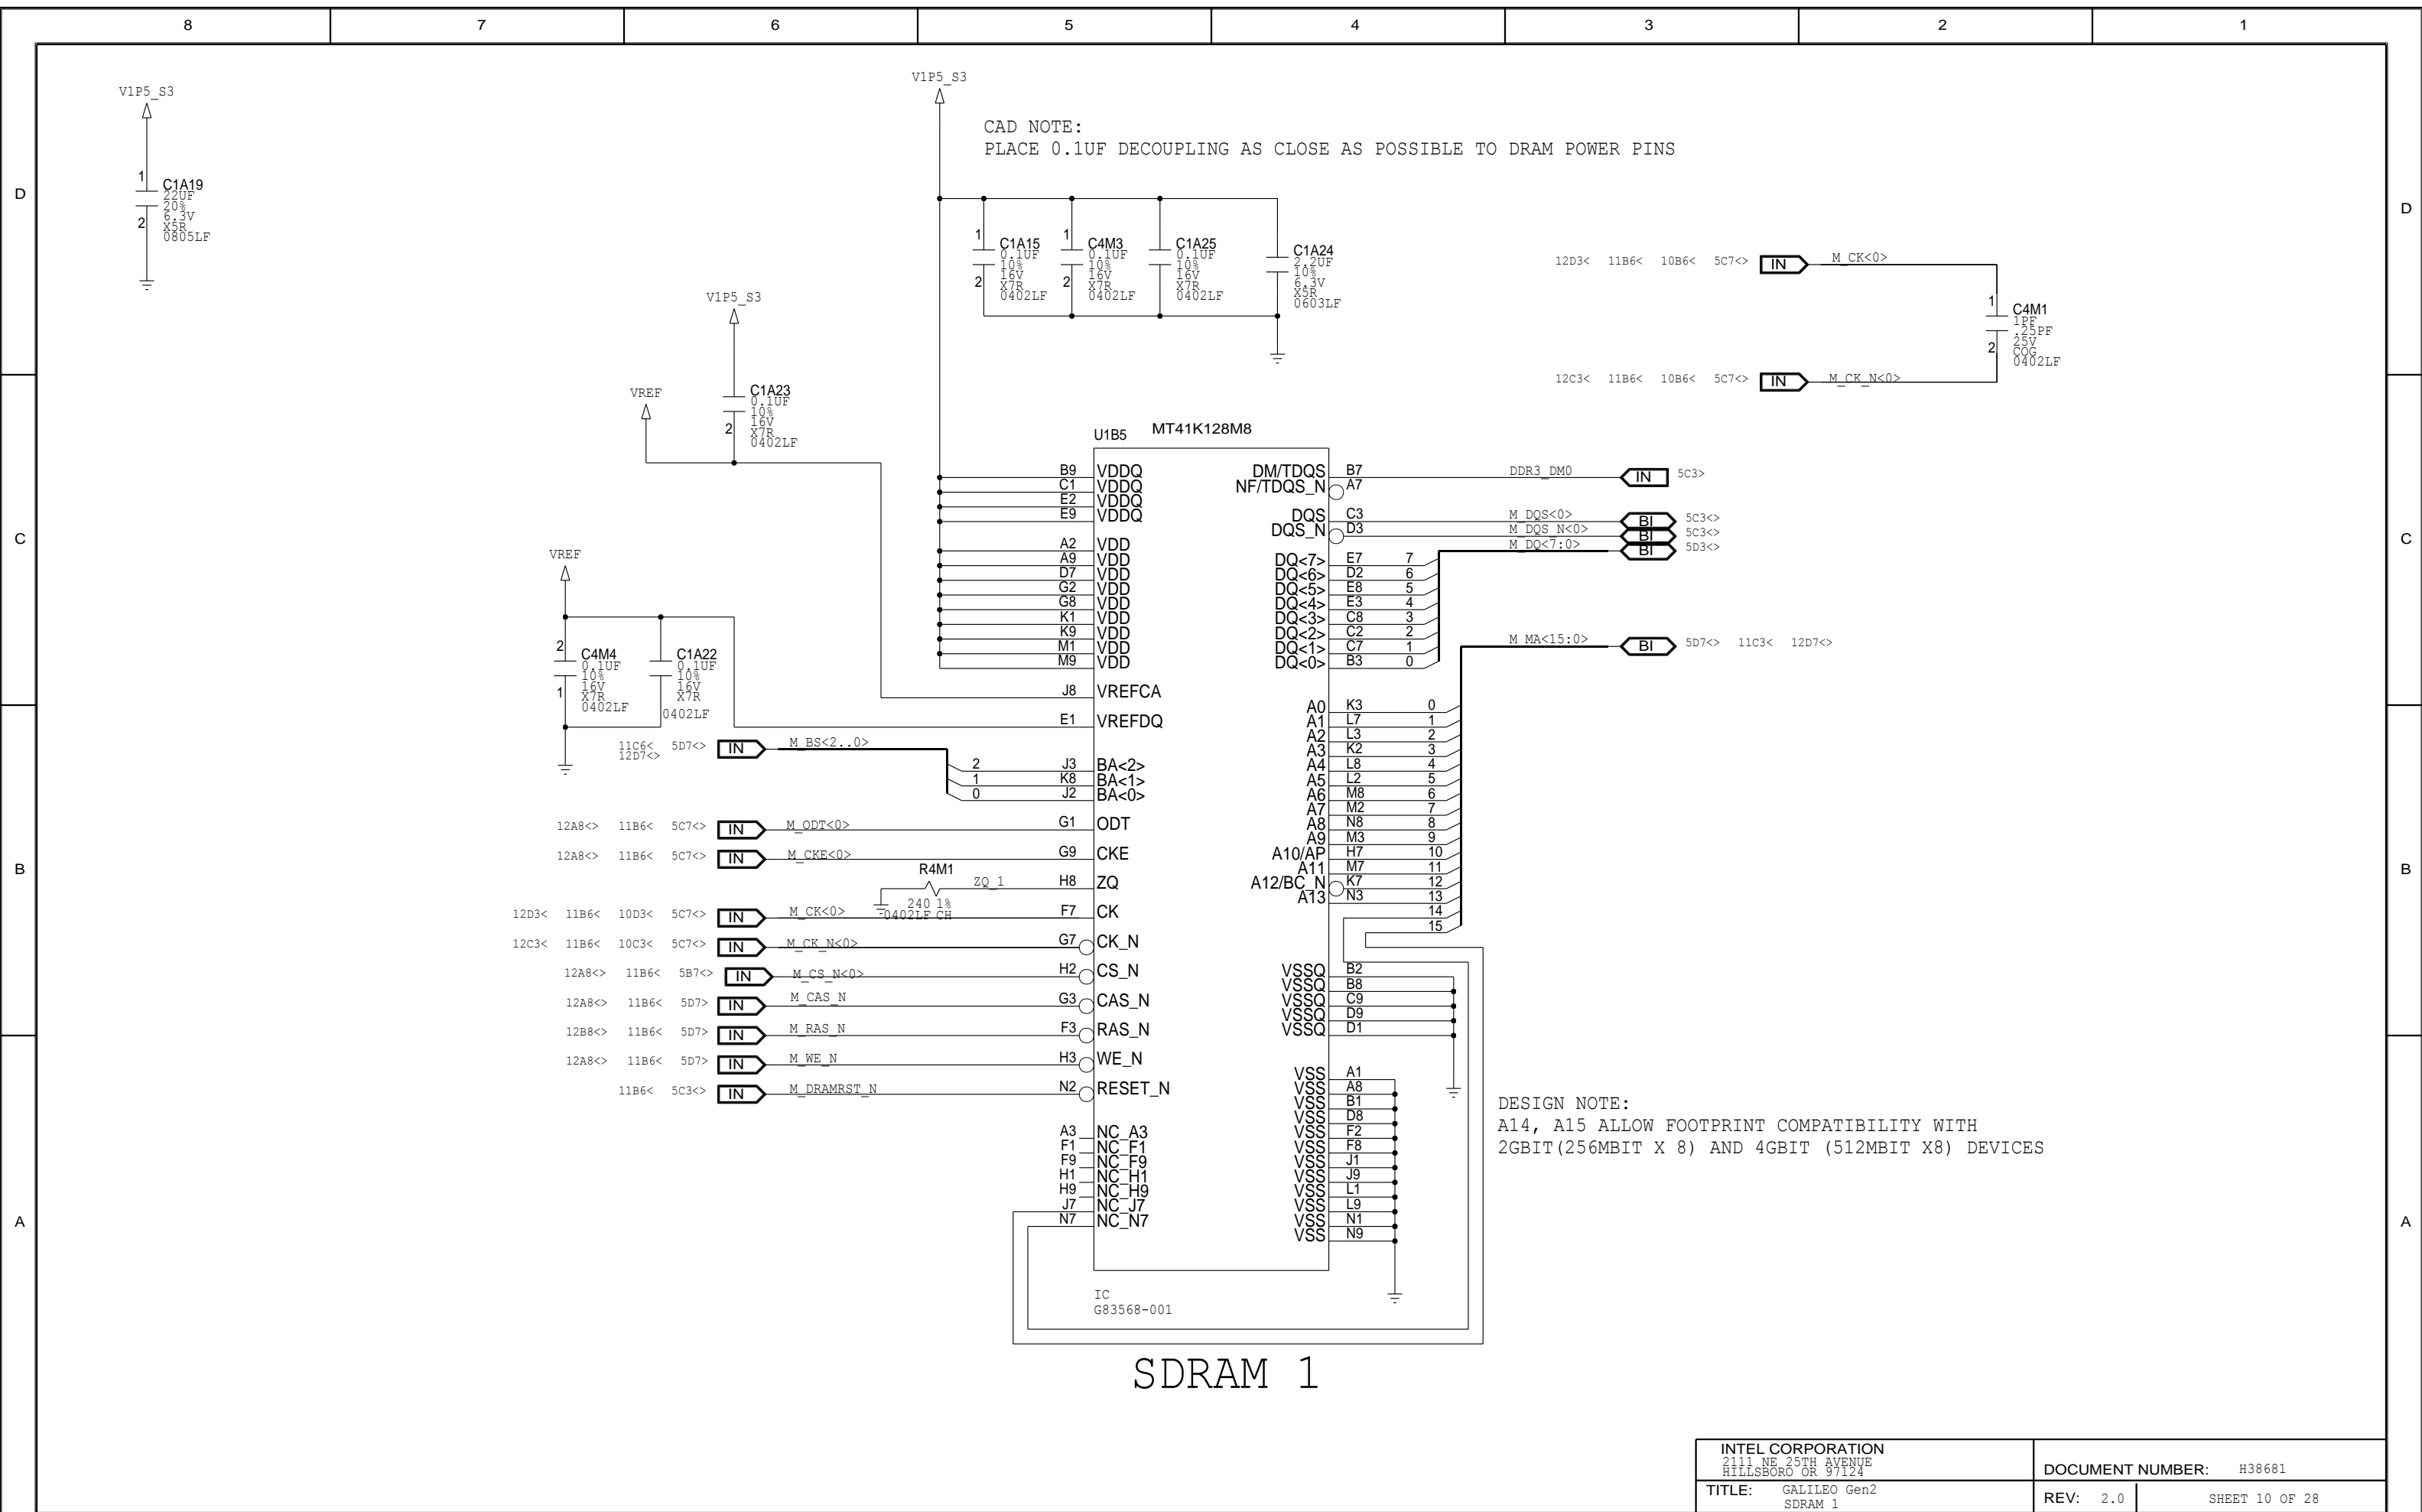 8 7 6 5 4 3 2 1
D
C
B
A
D
C
B
A
V1P5_S3
1
C1A19
22UF
20%
6.3V
X5R
0805LF
2
V1P5_S3
CAD NOTE:
PLACE 0.1UF DECOUPLING AS CLOSE AS POSSIBLE TO DRAM POWER PINS
1
C1A15
0.1UF
10%
16V
X7R
0402LF
2
1
C4M3
0.1UF
10%
16V
X7R
0402LF
2
C1A25
0.1UF
10%
16V
X7R
0402LF
C1A24
2.2UF
10%
6.3V
X5R
0603LF
12D3< 11B6< 10B6< 5C7<> IN M_CK<0>
1
C4M1
1PF
.25PF
25V
COG
0402LF
2
12C3< 11B6< 10B6< 5C7<> IN M_CK_N<0>
V1P5_S3
VREF
C1A23
0.1UF
10%
16V
X7R
0402LF
2
VREF
2
C4M4
0.1UF
10%
16V
X7R
0402LF
1
C1A22
0.1UF
10%
16V
X7R
0402LF
U1B5 MT41K128M8
B9 VDDQ
C1 VDDQ
E2 VDDQ
E9 VDDQ
A2 VDD
A9 VDD
D7 VDD
G2 VDD
G8 VDD
K1 VDD
K9 VDD
M1 VDD
M9 VDD
J8 VREFCA
E1 VREFDQ
11C6< 5D7<> IN M_BS<2..0>
12D7<>
2 J3 BA<2>
1 K8 BA<1>
0 J2 BA<0>
12A8<> 11B6< 5C7<> IN M_ODT<0> G1 ODT
12A8<> 11B6< 5C7<> IN M_CKE<0> G9 CKE
R4M1
ZQ_1 H8 ZQ
240 1%
0402LF CH
12D3< 11B6< 10D3< 5C7<> IN M_CK<0> F7 CK
12C3< 11B6< 10C3< 5C7<> IN M_CK_N<0> G7 CK_N
12A8<> 11B6< 5B7<> IN M_CS_N<0> H2 CS_N
12A8<> 11B6< 5D7> IN M_CAS_N G3 CAS_N
12B8<> 11B6< 5D7> IN M_RAS_N F3 RAS_N
12A8<> 11B6< 5D7> IN M_WE_N H3 WE_N
11B6< 5C3<> IN M_DRAMRST_N N2 RESET_N
A3 NC_A3
F1 NC_F1
F9 NC_F9
H1 NC_H1
H9 NC_H9
J7 NC_J7
N7 NC_N7
DM/TDQS B7 DDR3_DM0 IN 5C3>
NF/TDQS_N A7
DQS C3 M_DQS<0> BI 5C3<>
DQS_N D3 M_DQS_N<0> BI 5C3<>
M_DQ<7:0> BI 5D3<>
DQ<7> E7 7
DQ<6> D2 6
DQ<5> E8 5
DQ<4> E3 4
DQ<3> C8 3
DQ<2> C2 2
DQ<1> C7 1
DQ<0> B3 0
M_MA<15:0> BI 5D7<> 11C3< 12D7<>
A0 K3 0
A1 L7 1
A2 L3 2
A3 K2 3
A4 L8 4
A5 L2 5
A6 M8 6
A7 M2 7
A8 N8 8
A9 M3 9
A10/AP H7 10
A11 M7 11
A12/BC_N K7 12
A13 N3 13
14
15
VSSQ B2
VSSQ B8
VSSQ C9
VSSQ D9
VSSQ D1
VSS A1
VSS A8
VSS B1
VSS D8
VSS F2
VSS F8
VSS J1
VSS J9
VSS L1
VSS L9
VSS N1
VSS N9
DESIGN NOTE:
A14, A15 ALLOW FOOTPRINT COMPATIBILITY WITH
2GBIT(256MBIT X 8) AND 4GBIT (512MBIT X8) DEVICES
IC
G83568-001
SDRAM 1
INTEL CORPORATION
2111 NE 25TH AVENUE
HILLSBORO OR 97124
DOCUMENT NUMBER: H38681
TITLE: GALILEO Gen2
SDRAM 1
REV: 2.0
SHEET 10 OF 28